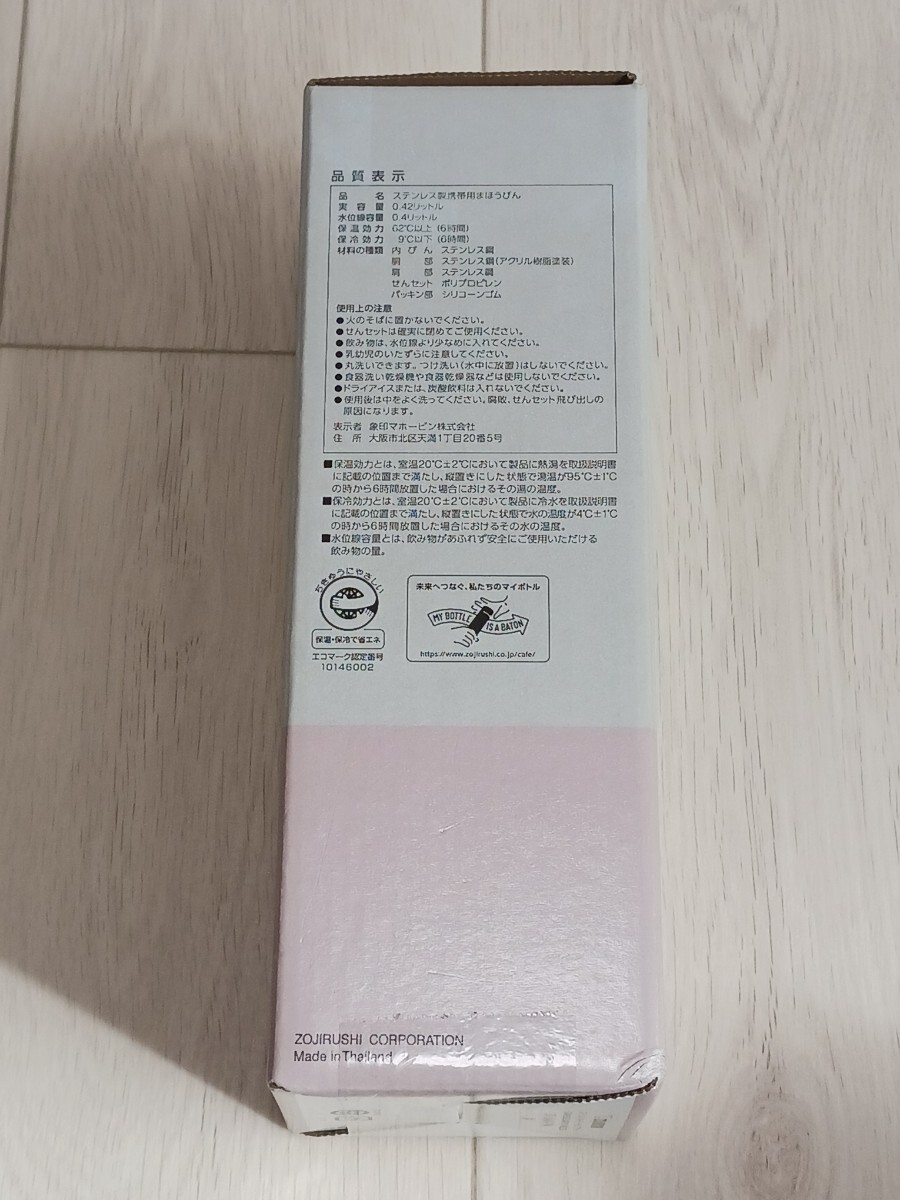 品質表示
品名 ステンレス製携帯用まほうびん
実容量 0.42リットル
水位線容量 0.4リットル
保温効力 62℃以上 (6時間)
保冷効力 9℃以下 (6時間)
材料の種類 内びん ステンレス鋼
胴部 ステンレス鋼(アクリル樹脂塗装)
肩部 ステンレス鋼
せんセット ポリプロピレン
パッキン部 シリコーンゴム
使用上の注意
●火のそばに置かないでください。
●せんセットは確実に閉めてご使用ください。
●飲み物は、水位線より少なめに入れてください。
●乳幼児のいたずらに注意してください。
●丸洗いできます。つけ洗い(水中に放置)はしないでください。
●食器洗い乾燥機や食器乾燥器などは使用しないでください。
●ドライアイスまたは、炭酸飲料は入れないでください。
●使用後は中をよく洗ってください。腐敗、せんセット飛び出しの
原因になります。
表示者 象印マホービン株式会社
住所 大阪市北区天満1丁目20番5号
■保温効力とは、室温20℃±2℃において製品に熱湯を取扱説明書
に記載の位置まで満たし、縦置きにした状態で湯温が95℃±1℃
の時から6時間放置した場合におけるその湯の温度。
■保冷効力とは、室温20℃±2℃において製品に冷水を取扱説明書
に記載の位置まで満たし、縦置きにした状態で水の温度が4℃±1℃
の時から6時間放置した場合におけるその水の温度。
■水位線容量とは、飲み物があふれず安全にご使用いただける
飲み物の量。
ちきゅうにやさしい
保温・保冷で省エネ
エコマーク認定番号
10146002
未来へつなぐ、私たちのマイボトル
MY BOTTLE IS A BATON
https://www.zojirushi.co.jp/cafe/
ZOJIRUSHI CORPORATION
Made in Thailand